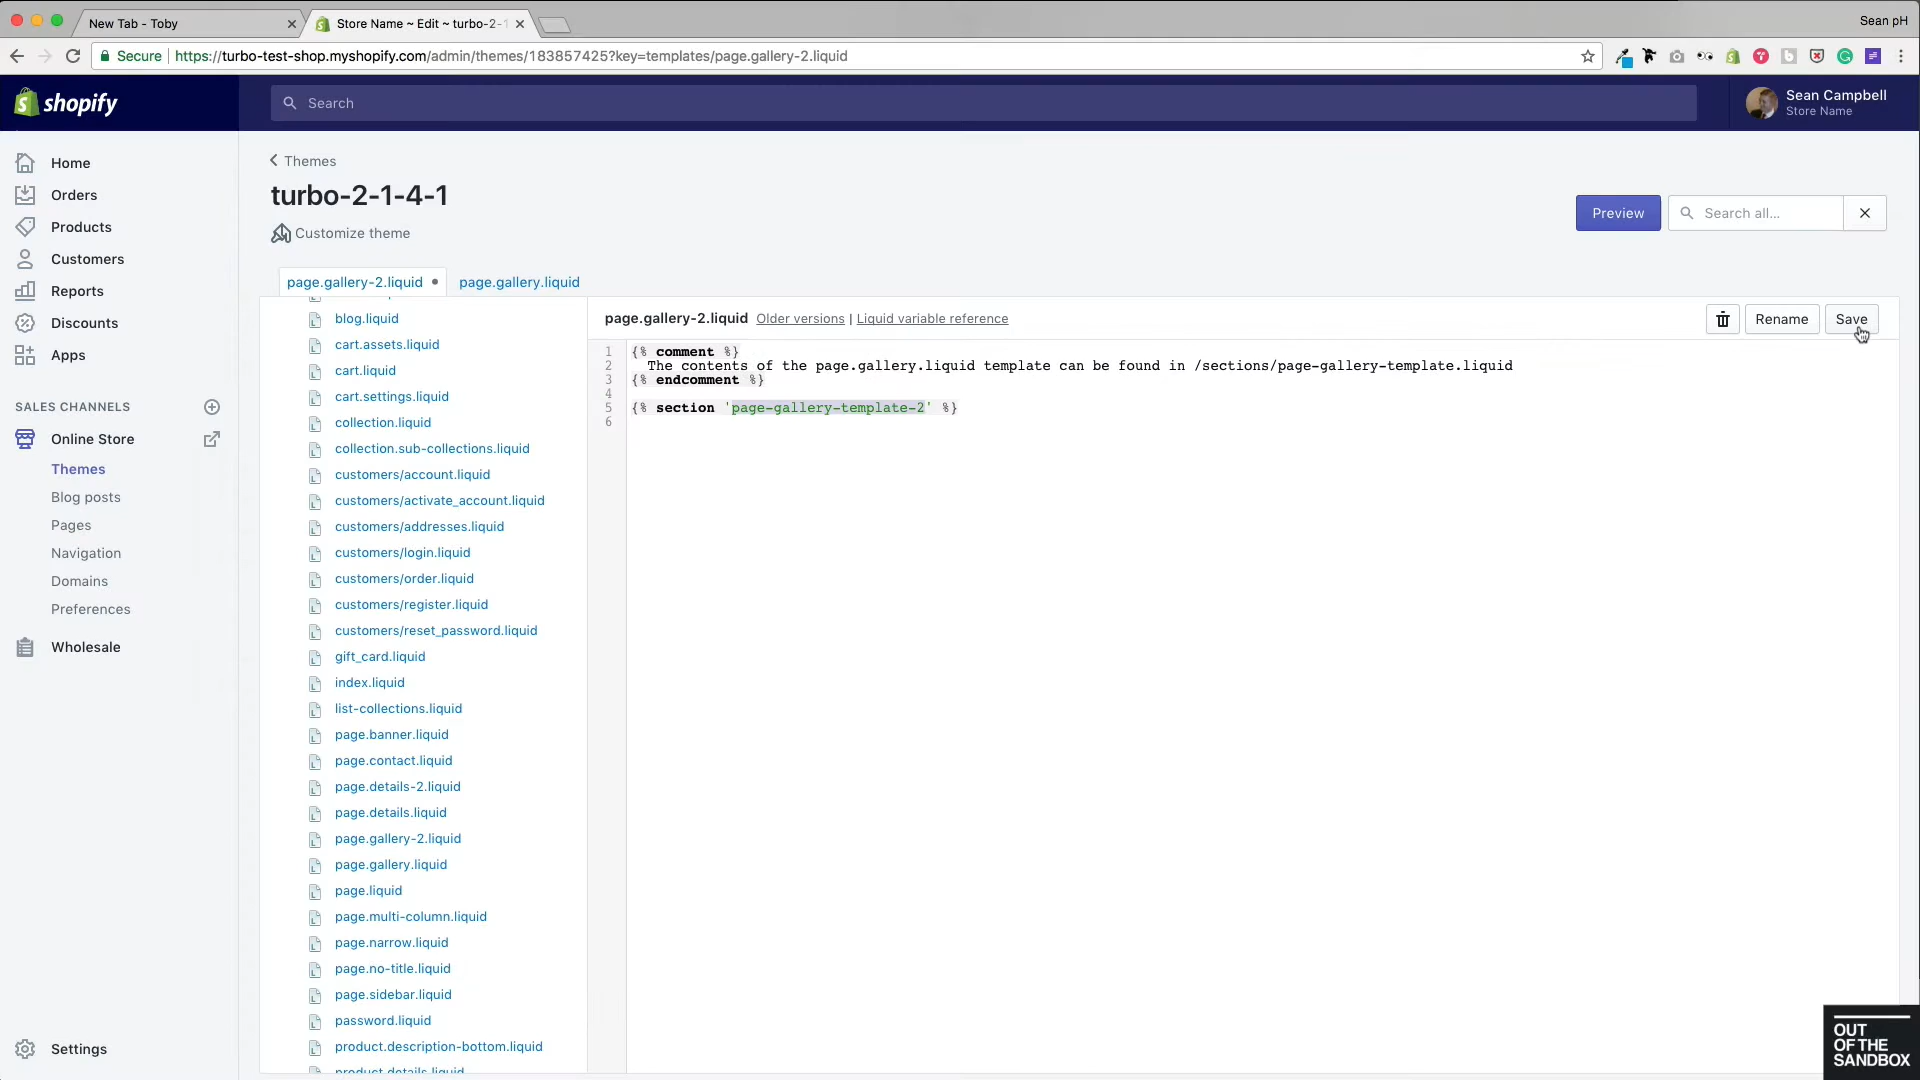 New Tab - Toby
Store Name ~ Edit ~ turbo-2-1
Sean pH
Secure
https://turbo-test-shop.myshopify.com/admin/themes/183857425?key=templates/page.gallery-2.liquid
shopify
Search
Sean Campbell
Store Name
Home
Orders
Products
Customers
Reports
Discounts
Apps
SALES CHANNELS
Online Store
Themes
Blog posts
Pages
Navigation
Domains
Preferences
Wholesale
Settings
Themes
turbo-2-1-4-1
Customize theme
Preview
Search all...
page.gallery-2.liquid
page.gallery.liquid
blog.liquid
cart.assets.liquid
cart.liquid
cart.settings.liquid
collection.liquid
collection.sub-collections.liquid
customers/account.liquid
customers/activate_account.liquid
customers/addresses.liquid
customers/login.liquid
customers/order.liquid
customers/register.liquid
customers/reset_password.liquid
gift_card.liquid
index.liquid
list-collections.liquid
page.banner.liquid
page.contact.liquid
page.details-2.liquid
page.details.liquid
page.gallery-2.liquid
page.gallery.liquid
page.liquid
page.multi-column.liquid
page.narrow.liquid
page.no-title.liquid
page.sidebar.liquid
password.liquid
product.description-bottom.liquid
product.details.liquid
page.gallery-2.liquid Older versions | Liquid variable reference
Rename
Save
1 {% comment %}
2 The contents of the page.gallery.liquid template can be found in /sections/page-gallery-template.liquid
3 {% endcomment %}
4
5 {% section 'page-gallery-template-2' %}
6
OUT
OF THE
SANDBOX